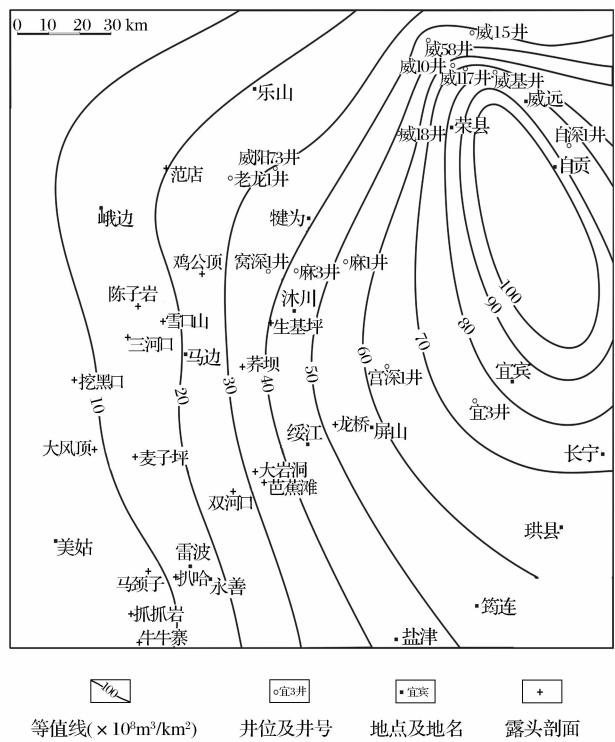 0 10 20 30 km
威15井
威58井
威10井
威117井
威基井
乐山
威远
威18井
荣县
自深1井
威阳73井
自贡
范店
老龙1井
峨边
犍为
鸡公顶
窝深1井
麻3井
麻1井
陈子岩
沐川
100
雪口山
生基坪
90
三河口
马边
80
70
60
荞坝
50
宫深1井
宜宾
挖黑口
10
20
30
40
宜3井
大风顶
绥江
龙桥
屏山
麦子坪
长宁
大岩洞
芭蕉滩
双河口
美姑
雷波
珙县
马颈子
扒哈
永善
抓抓岩
筠连
牛牛寨
盐津
100
宜3井
宜宾
等值线(×10⁸m³/km²)
井位及井号
地点及地名
露头剖面